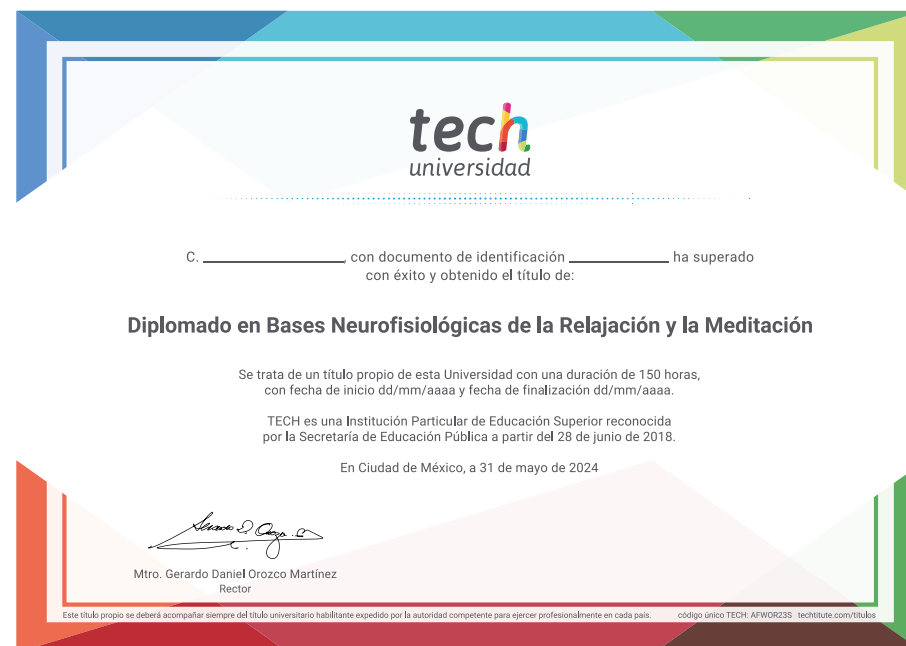 tech
universidad
C. ____________________, con documento de identificación ______________ ha superado
con éxito y obtenido el título de:
Diplomado en Bases Neurofisiológicas de la Relajación y la Meditación
Se trata de un título propio de esta Universidad con una duración de 150 horas,
con fecha de inicio dd/mm/aaaa y fecha de finalización dd/mm/aaaa.
TECH es una Institución Particular de Educación Superior reconocida
por la Secretaría de Educación Pública a partir del 28 de junio de 2018.
En Ciudad de México, a 31 de mayo de 2024
Mtro. Gerardo Daniel Orozco Martínez
Rector
Este título propio se deberá acompañar siempre del título universitario habilitante expedido por la autoridad competente para ejercer profesionalmente en cada país. código único TECH: AFWOR23S techtitute.com/titulos